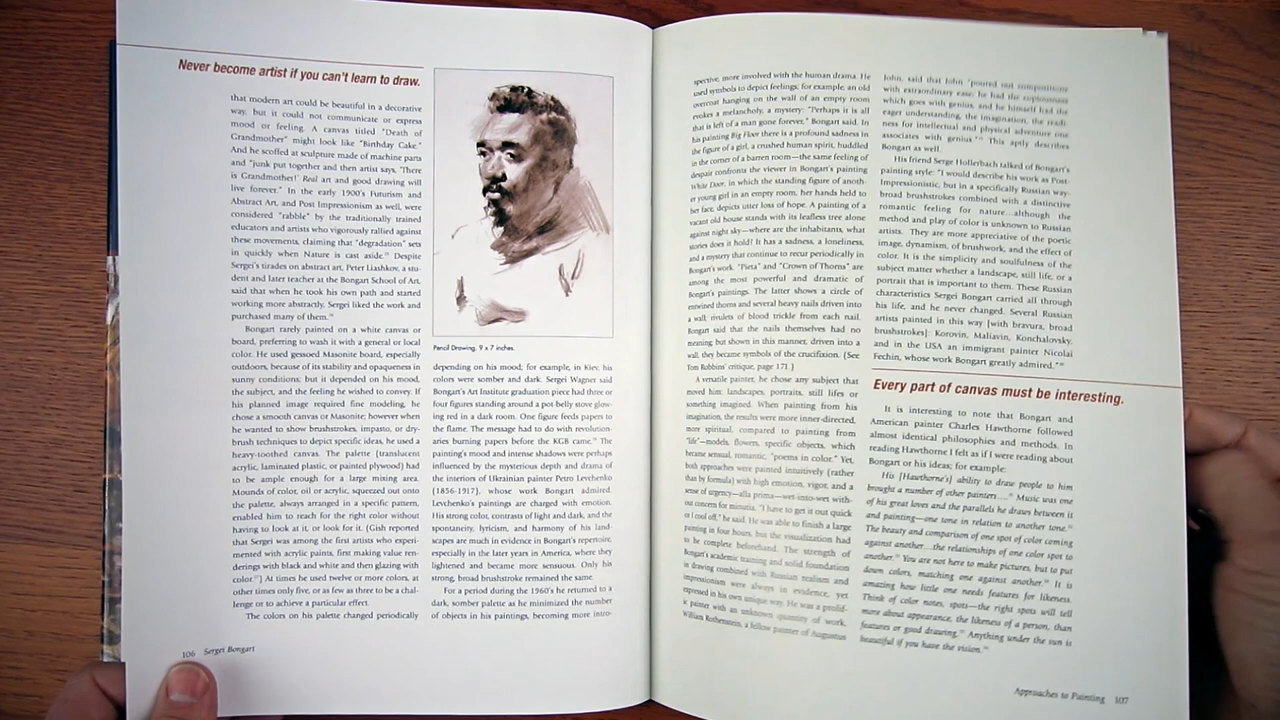 Never become artist if you can't learn to draw.
that modern art could be beautiful in a decorative
way, but it could not communicate or express
mood or feeling. A canvas titled "Death of
Grandmother" might look like "Birthday Cake."
And he scoffed at sculpture made of machine parts
and "junk put together and then artist says, 'There
is Grandmother!' Real art and good drawing will
live forever." In the early 1900's Futurism and
Abstract Art, and Post Impressionism as well, were
considered "rabble" by the traditionally trained
educators and artists who vigorously rallied against
these movements, claiming that "degradation" sets
in quickly when Nature is cast aside. Despite
Sergei's tirades on abstract art, Peter Liashkov, a stu-
dent and later teacher at the Bongart School of Art,
said that when he took his own path and started
working more abstractly, Sergei liked the work and
purchased many of them.
Bongart rarely painted on a white canvas or
board, preferring to wash it with a general or local
color. He used gessoed Masonite board, especially
outdoors, because of its stability and opaqueness in
sunny conditions; but it depended on his mood,
the subject, and the feeling he wished to convey. If
his planned image required fine modeling, he
chose a smooth canvas or Masonite; however when
he wanted to show brushstrokes, impasto, or dry-
brush techniques to depict specific ideas, he used a
heavy-toothed canvas. The palette (translucent
acrylic, laminated plastic, or painted plywood) had
to be ample enough for a large mixing area.
Mounds of color, oil or acrylic, squeezed out onto
the palette, always arranged in a specific pattern,
enabled him to reach for the right color without
having to look at it, or look for it. (Gish reported
that Sergei was among the first artists who experi-
mented with acrylic paints, first making value ren-
derings with black and white and then glazing with
color.) At times he used twelve or more colors, at
other times only five, or as few as three to be a chal-
lenge or to achieve a particular effect.
The colors on his palette changed periodically
Pencil Drawing. 9 x 7 inches.
depending on his mood; for example, in Kiev, his
colors were somber and dark. Sergei Wagner said
Bongart's Art Institute graduation piece had three or
four figures standing around a pot belly stove glow-
ing red in a dark room. One figure feeds papers to
the flame. The message had to do with revolution-
aries burning papers before the KGB came. The
painting's mood and intense shadows were perhaps
influenced by the mysterious depth and drama of
the interiors of Ukrainian painter Petro Levchenko
(1856-1917), whose work Bongart admired.
Levchenko's paintings are charged with emotion.
His strong color, contrasts of light and dark, and the
spontaneity, lyricism, and harmony of his land-
scapes are much in evidence in Bongart's repertoire
especially in the later years in America, where they
lightened and became more sensuous. Only his
strong, broad brushstroke remained the same.
For a period during the 1960's he returned to a
dark, somber palette as he minimized the number
of objects in his paintings, becoming more intro-
106 Sergei Bongart
spective, more involved with the human drama. He
used symbols to depict feelings; for example, an old
overcoat hanging on the wall of an empty room
evokes a melancholy, a mystery: "Perhaps it is all
that is left of a man gone forever," Bongart said. In
his painting Big Floor there is a profound sadness in
the figure of a girl, a crushed human spirit, huddled
in the corner of a barren room—the same feeling of
despair confronts the viewer in Bongart's painting
White Door, in which the standing figure of anoth-
er young girl in an empty room, her hands held to
her face, depicts utter loss of hope. A painting of a
vacant old house stands with its leafless tree alone
against night sky—where are the inhabitants, what
stories does it hold? It has a sadness, a loneliness,
and a mystery that continue to recur periodically in
Bongart's work. "Pieta" and "Crown of Thorns" are
among the most powerful and dramatic of
Bongart's paintings. The latter shows a circle of
entwined thorns and several heavy nails driven into
a wall; rivulets of blood trickle from each nail.
Bongart said that the nails themselves had no
meaning; but shown in this manner, driven into a
wall, they became symbols of the crucifixion. (See
Tom Robbins' critique, page 171.)
A versatile painter, he chose any subject that
moved him: landscapes, portraits, still lifes or
something imagined. When painting from his
imagination, the results were more inner-directed,
more spiritual, compared to painting from
"life"—models, flowers, specific objects, which
became sensual, romantic, "poems in color." Yet,
both approaches were painted intuitively (rather
than by formula) with high emotion, vigor, and a
sense of urgency—alla prima—wet-into-wet with-
out concern for minutia. "I have to get it out quick
or I cool off," he said. He was able to finish a large
painting in four hours, but the visualization had
to be complete beforehand. The strength of
Bongart's academic training and solid foundation
in drawing combined with Russian realism and
impressionism were always in evidence, yet
expressed in his own unique way. He was a prolif-
ic painter with an unknown quantity of work.
William Rothenstein, a fellow painter of Augustus
John, said that John "poured out compositions
with extraordinary ease; he had the copiousness
which goes with genius, and he himself had the
eager understanding, the imagination, the readi-
ness for intellectual and physical adventure one
associates with genius." This aptly describes
Bongart as well.
His friend Serge Hollerbach talked of Bongart's
painting style: "I would describe his work as Post-
Impressionistic, but in a specifically Russian way-
broad brushstrokes combined with a distinctive
romantic feeling for nature...although the
method and play of color is unknown to Russian
artists. They are more appreciative of the poetic
image, dynamism, of brushwork, and the effect of
color. It is the simplicity and soulfulness of the
subject matter whether a landscape, still life, or a
portrait that is important to them. These Russian
characteristics Sergei Bongart carried all through
his life, and he never changed. Several Russian
artists painted in this way [with bravura, broad
brushstrokes]: Korovin, Maliavin, Konchalovsky,
and in the USA an immigrant painter Nicolai
Fechin, whose work Bongart greatly admired."
Every part of canvas must be interesting.
It is interesting to note that Bongart and
American painter Charles Hawthorne followed
almost identical philosophies and methods. In
reading Hawthorne I felt as if I were reading about
Bongart or his ideas; for example:
His [Hawthorne's] ability to draw people to him
brought a number of other painters.... Music was one
of his great loves and the parallels he draws between it
and painting—one tone in relation to another tone.
The beauty and comparison of one spot of color coming
against another...the relationships of one color spot to
another. You are not here to make pictures, but to put
down colors, matching one against another. It is
amazing how little one needs features for likeness.
Think of color notes, spots—the right spots will tell
more about appearance, the likeness of a person, than
features or good drawing. Anything under the sun is
beautiful if you have the vision.
Approaches to Painting 107